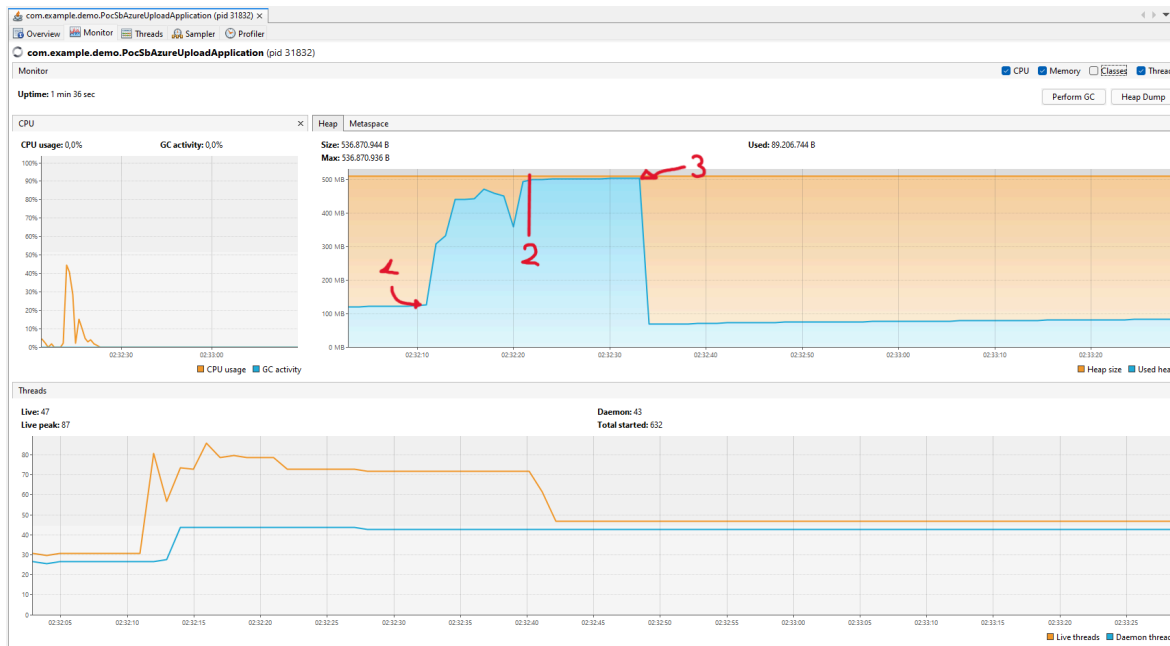 com.example.demo.PocSbAzureUploadApplication (pid 31832) ×
Overview Monitor Threads Sampler Profiler
com.example.demo.PocSbAzureUploadApplication (pid 31832)
Monitor CPU Memory Classes Threa
Uptime: 1 min 36 sec
Perform GC Heap Dump
CPU ×
CPU usage: 0,0% GC activity: 0,0%
100%
90%
80%
70%
60%
50%
40%
30%
20%
10%
0%
02:32:30 02:33:00
CPU usage GC activity
Heap Metaspace
Size: 536.870.944 B Used: 89.206.744 B
Max: 536.870.936 B
500 MB
400 MB
300 MB
200 MB
100 MB
0 MB
1
2
3
02:32:10 02:32:20 02:32:30 02:32:40 02:32:50 02:33:00 02:33:10 02:33:20
Heap size Used hea
Threads
Live: 47 Daemon: 43
Live peak: 87 Total started: 632
80
70
60
50
40
30
20
10
0
02:32:05 02:32:10 02:32:15 02:32:20 02:32:25 02:32:30 02:32:35 02:32:40 02:32:45 02:32:50 02:32:55 02:33:00 02:33:05 02:33:10 02:33:15 02:33:20 02:33:25
Live threads Daemon threac